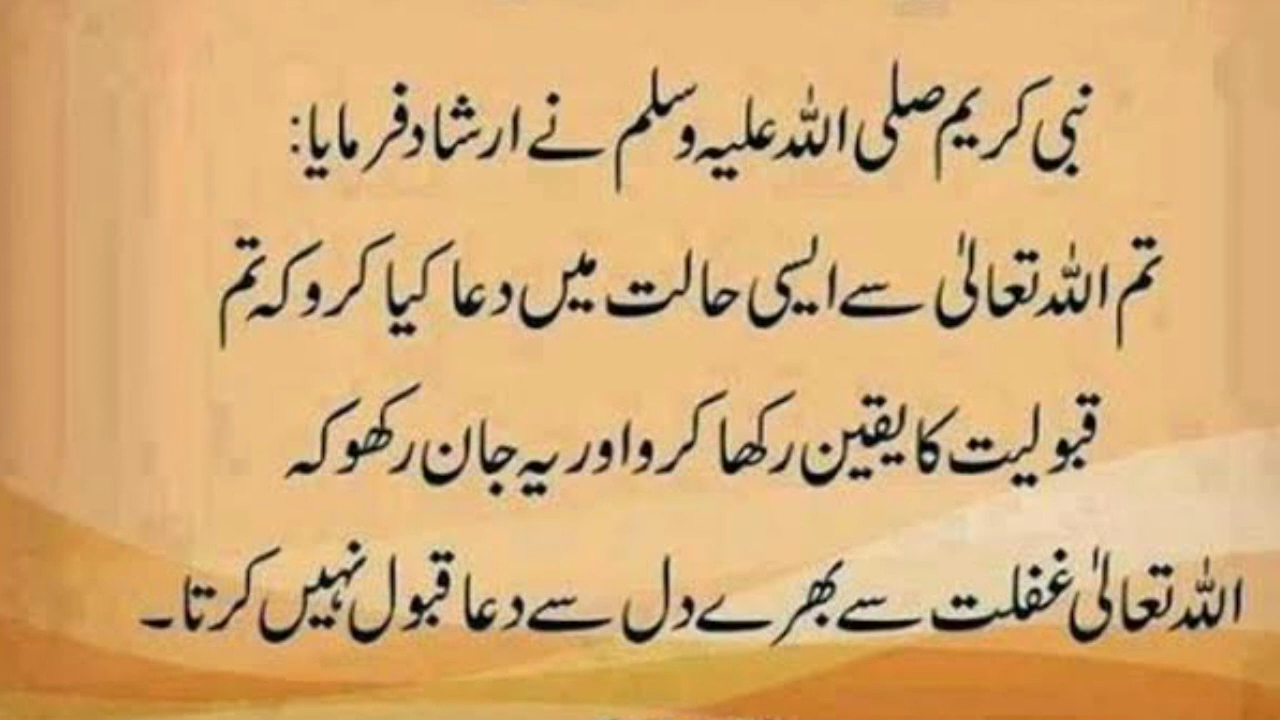 نبی کریم صلی اللہ علیہ وسلم نے ارشاد فرمایا:
تم اللہ تعالیٰ سے ایسی حالت میں دعا کیا کرو کہ تم
قبولیت کا یقین رکھا کرو اور یہ جان رکھو کہ
اللہ تعالیٰ غفلت سے بھرے دل سے دعا قبول نہیں کرتا۔